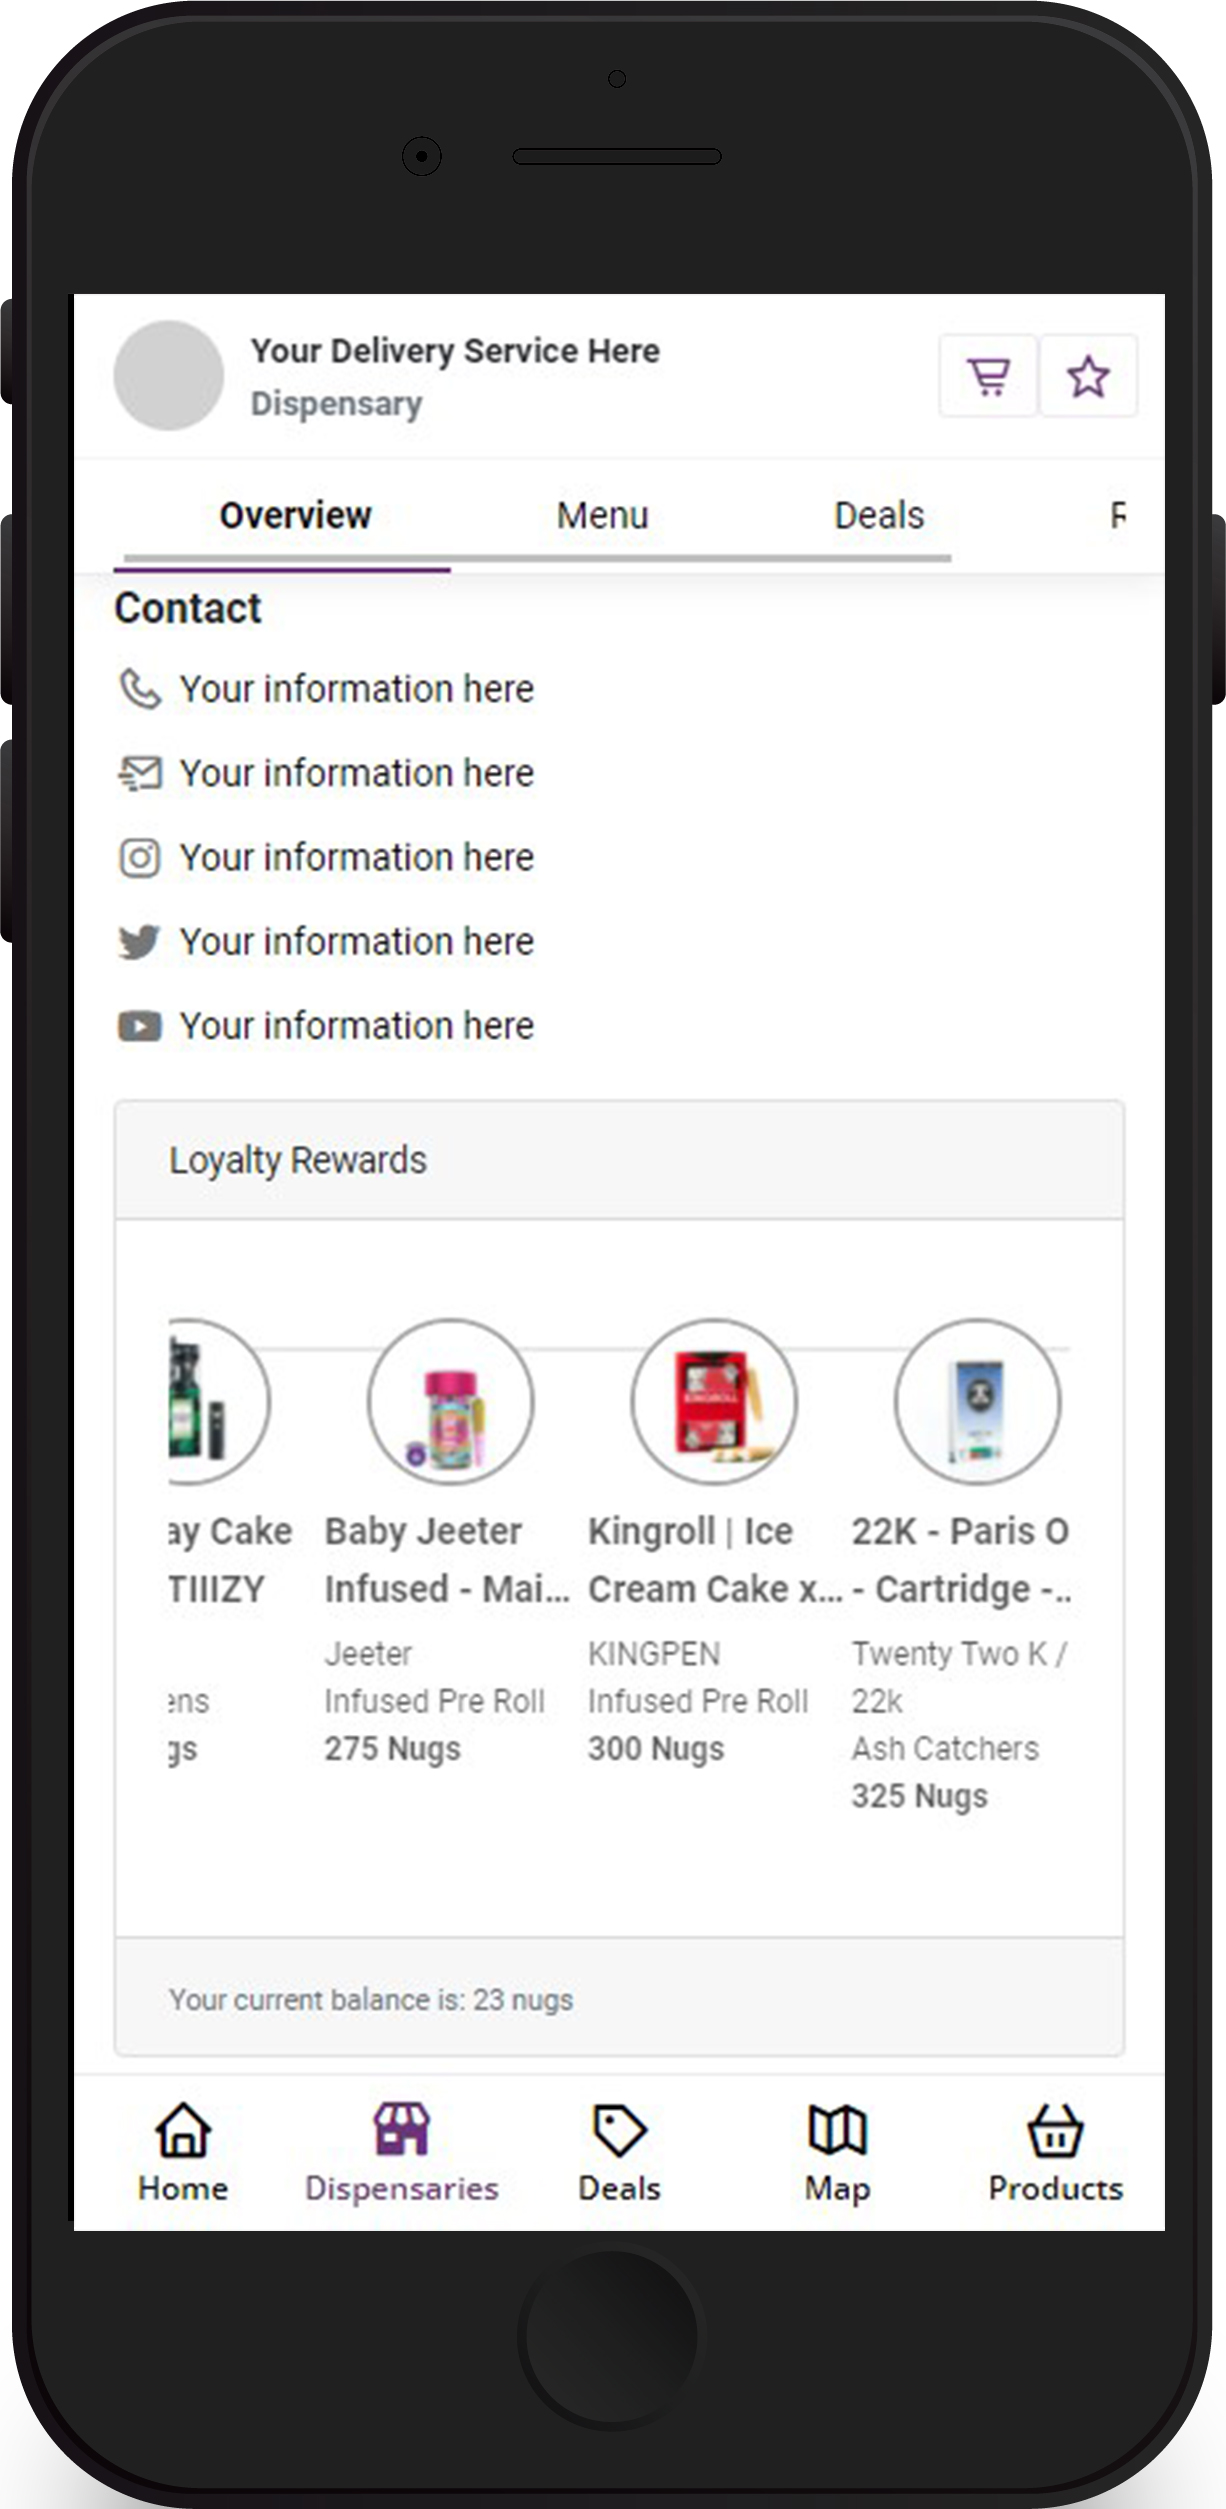 Your Delivery Service Here
Dispensary
Overview Menu Deals R
Contact
Your information here
Your information here
Your information here
Your information here
Your information here
Loyalty Rewards
ay Cake
TIIIZY
ens
gs
Baby Jeeter
Infused - Mai...
Jeeter
Infused Pre Roll
275 Nugs
KINGROLL
Kingroll | Ice
Cream Cake x...
KINGPEN
Infused Pre Roll
300 Nugs
22K - Paris O
- Cartridge -..
Twenty Two K /
22k
Ash Catchers
325 Nugs
Your current balance is: 23 nugs
Home Dispensaries Deals Map Products